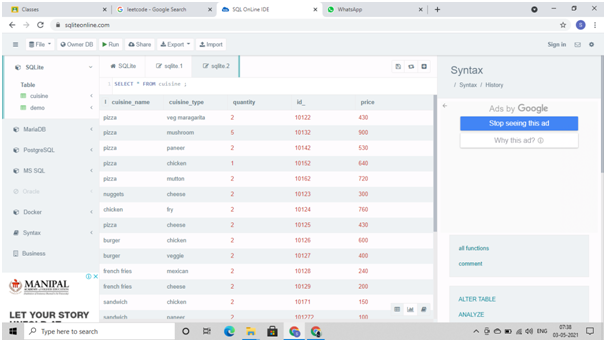 Classes
leetcode - Google Search
SQL OnLine IDE
WhatsApp
sqliteonline.com
File
Owner DB
Run
Share
Export
Import
Sign in
SQLite
Table
cuisine
demo
MariaDB
PostgreSQL
MS SQL
Oracle
Docker
Syntax
Business
MANIPAL
LET YOUR STORY
SQLite
sqlite 1
sqlite 2
1 SELECT * FROM cuisine ;
cuisine_name cuisine_type quantity id_ price
pizza veg maragarita 2 10122 430
pizza mushroom 5 10132 980
pizza paneer 2 10142 530
pizza chicken 1 10152 640
pizza mutton 2 10162 720
nuggets cheese 2 10123 300
chicken fry 2 10124 760
pizza cheese 2 10125 430
burger chicken 2 10126 600
burger veggie 2 10127 400
french fries mexican 2 10128 240
french fries cheese 2 10129 200
sandwich chicken 2 10171 150
sandwich paneer 2 101272 100
Syntax
/ Syntax / History
Ads by Google
Stop seeing this ad
Why this ad?
all functions
comment
ALTER TABLE
ANALYZE
Type here to search
ENG
07:38
03-05-2021